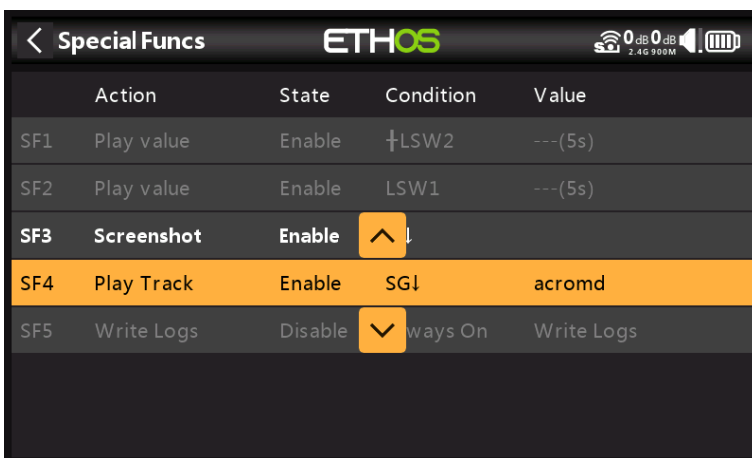 Special Funcs ETHOS 0dB 0dB
2.4G 900M
Action State Condition Value
SF1 Play value Enable ╂LSW2 ---(5s)
SF2 Play value Enable LSW1 ---(5s)
SF3 Screenshot Enable ↓
SF4 Play Track Enable SG↓ acromd
SF5 Write Logs Disable ways On Write Logs